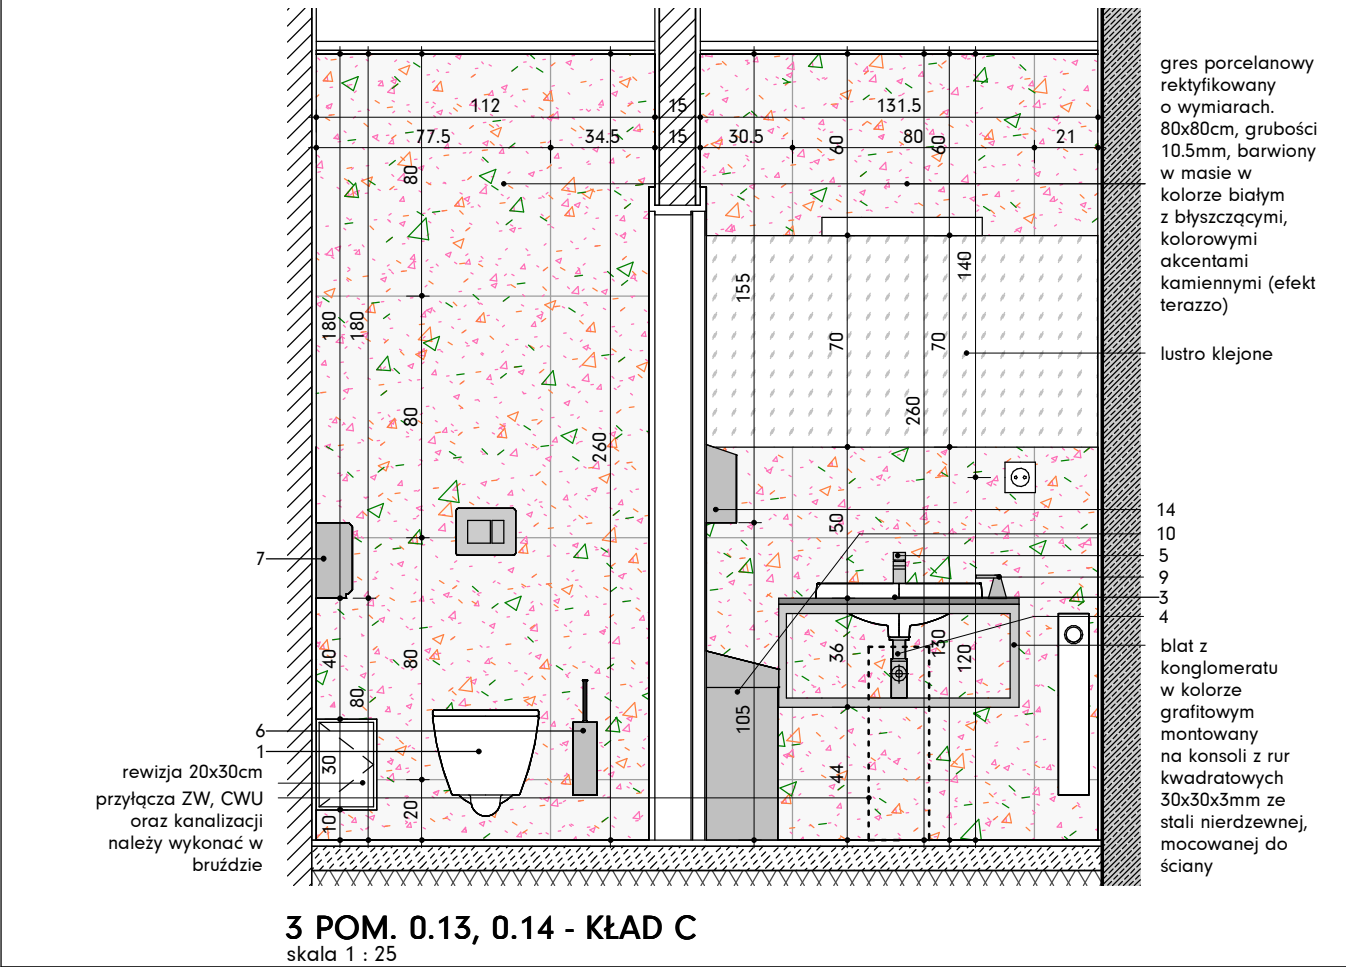 112
15
131.5
77.5
34.5
15
30.5
80
21
80
60
60
180
180
80
260
40
80
80
30
10
20
155
140
70
70
260
50
36
130
120
105
44
gres porcelanowy
rektyfikowany
o wymiarach.
80x80cm, grubości
10.5mm, barwiony
w masie w
kolorze białym
z błyszczącymi,
kolorowymi
akcentami
kamiennymi (efekt
terazzo)
lustro klejone
14
10
5
9
3
4
blat z
konglomeratu
w kolorze
grafitowym
montowany
na konsoli z rur
kwadratowych
30x30x3mm ze
stali nierdzewnej,
mocowanej do
ściany
7
6
1
rewizja 20x30cm
przyłącza ZW, CWU
oraz kanalizacji
należy wykonać w
bruździe
3 POM. 0.13, 0.14 - KŁAD C
skala 1 : 25